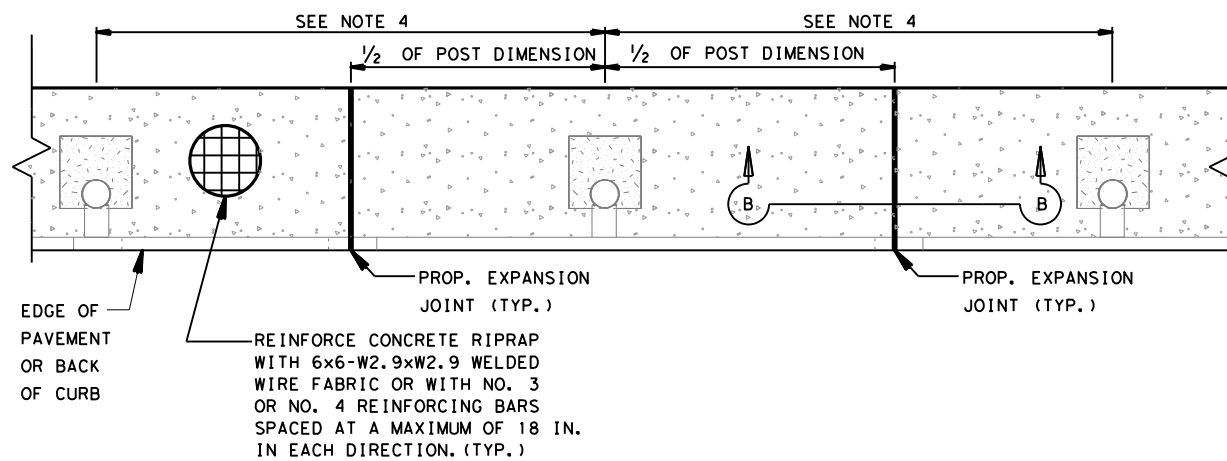 SEE NOTE 4
SEE NOTE 4
1/2 OF POST DIMENSION
1/2 OF POST DIMENSION
B
B
PROP. EXPANSION
JOINT (TYP.)
PROP. EXPANSION
JOINT (TYP.)
EDGE OF
PAVEMENT
OR BACK
OF CURB
REINFORCE CONCRETE RIPRAP
WITH 6x6-W2.9xW2.9 WELDED
WIRE FABRIC OR WITH NO. 3
OR NO. 4 REINFORCING BARS
SPACED AT A MAXIMUM OF 18 IN.
IN EACH DIRECTION. (TYP.)